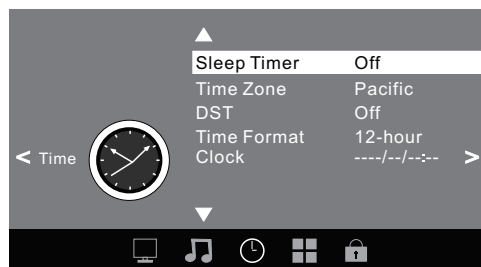 Sleep Timer Off
Time Zone Pacific
DST Off
Time Format 12-hour
< Time
Clock ----/--/--:-- >